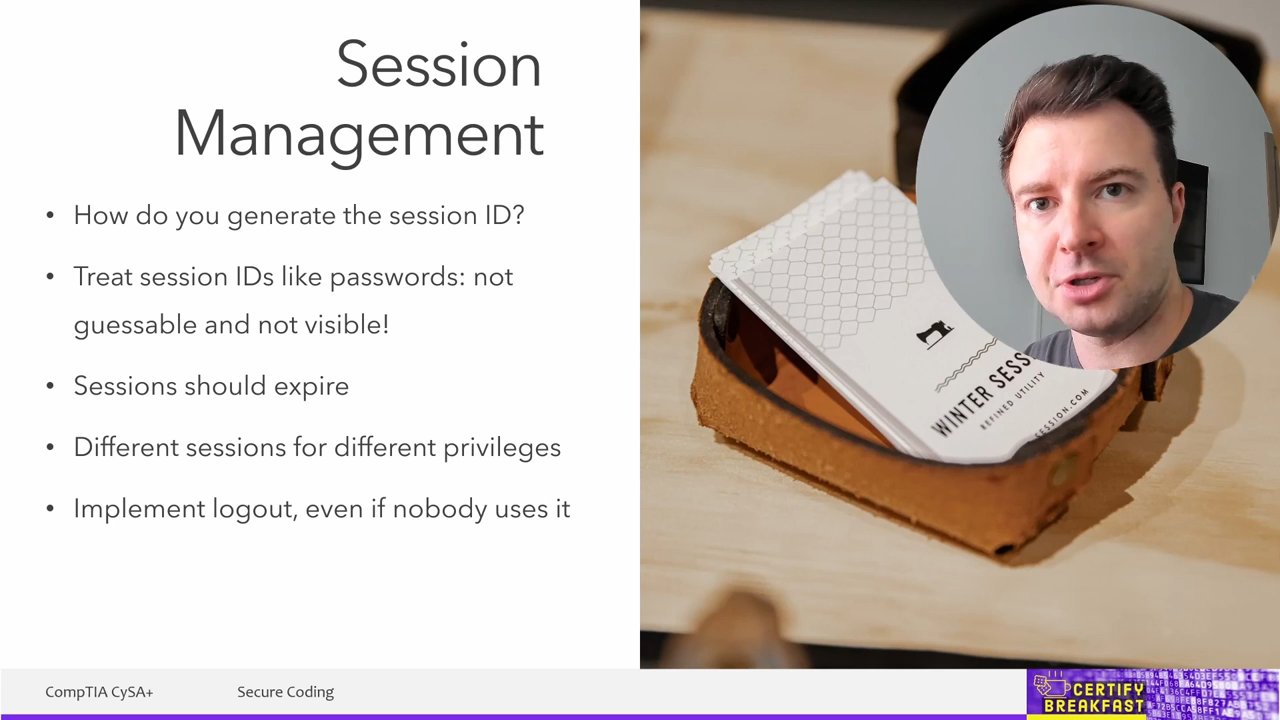 Session
Management
• How do you generate the session ID?
• Treat session IDs like passwords: not
guessable and not visible!
• Sessions should expire
• Different sessions for different privileges
• Implement logout, even if nobody uses it
WINTER SESS
REFINED UTILITY
SESSION.COM
CompTIA CySA+
Secure Coding
CERTIFY
BREAKFAST